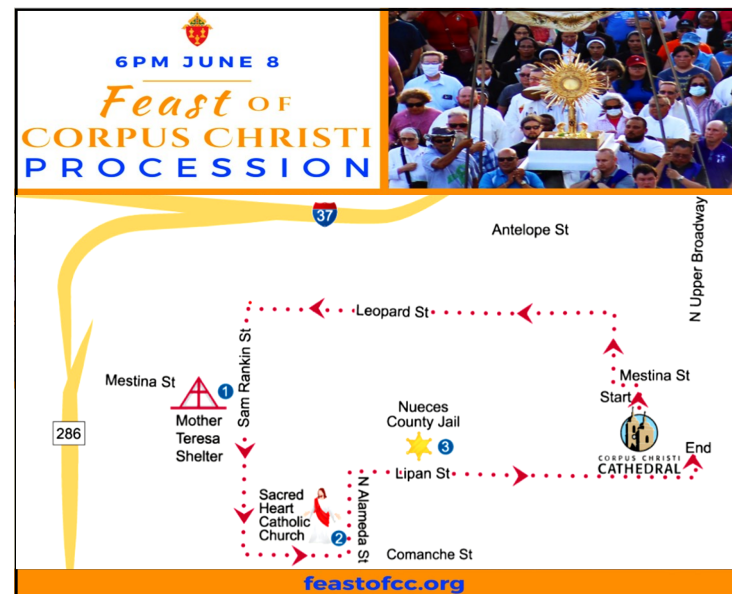 6PM JUNE 8
Feast OF
CORPUS CHRISTI
PROCESSION
37
Antelope St
N Upper Broadway
Leopard St
Mestina St
Sam Rankin St
Mestina St
Start
1
Mother
Teresa
Shelter
Nueces
County Jail
3
286
CORPUS CHRISTI
CATHEDRAL
End
Lipan St
N Alameda St
Sacred
Heart
Catholic
Church
2
Comanche St
feastofcc.org